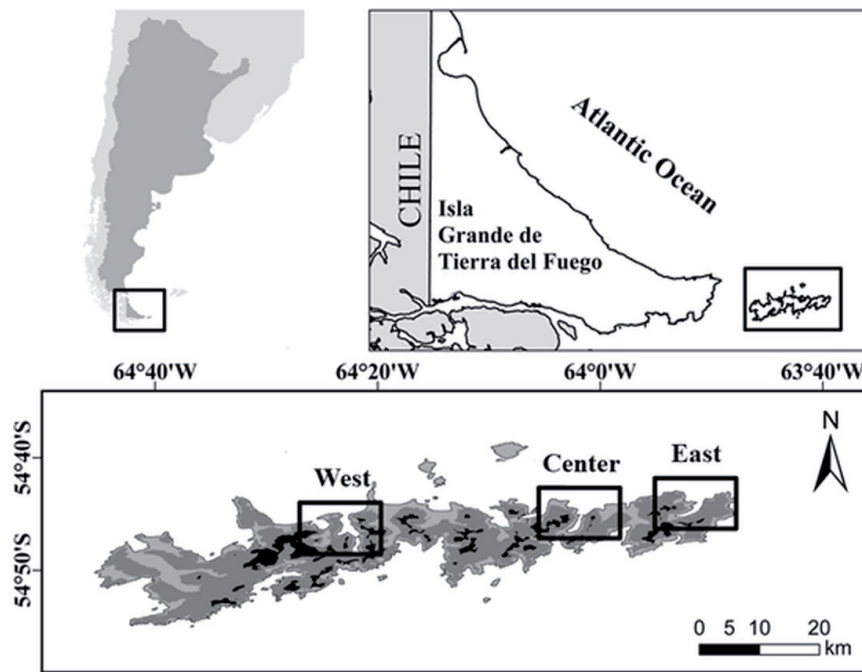 CHILE
Atlantic Ocean
Isla
Grande de
Tierra del Fuego
64°40'W 64°20'W 64°0'W 63°40'W
54°40'S
54°50'S
West
Center
East
N
0 5 10 20
km